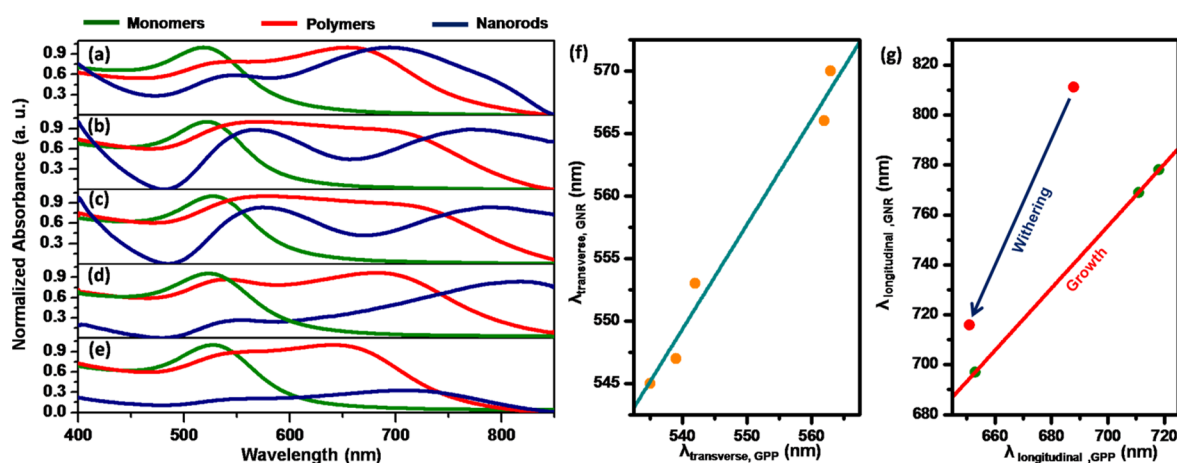 Monomers Polymers Nanorods
(a)
(b)
(c)
(d)
(e)
Normalized Absorbance (a. u.)
0.9
0.6
0.3
0.9
0.6
0.3
0.9
0.6
0.3
0.9
0.6
0.3
0.9
0.6
0.3
0.0
400 500 600 700 800
Wavelength (nm)
(f)
λtransverse, GNR (nm)
570
565
560
555
550
545
540 550 560
λtransverse, GPP (nm)
(g)
λlongitudinal ,GNR (nm)
820
800
780
760
740
720
700
680
Withering
Growth
660 680 700 720
λlongitudinal ,GPP (nm)